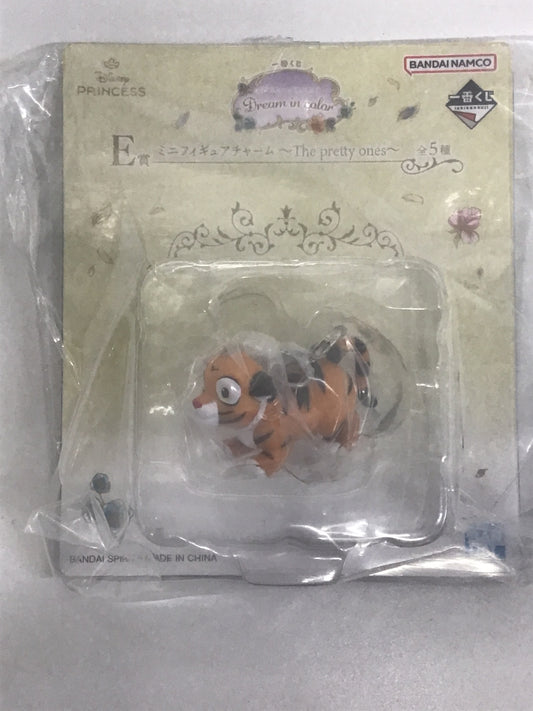 Disney
PRINCESS
一番くじ
Dream in color
BANDAI NAMCO
一番くじ
E賞 ミニフィギュアチャーム ～The pretty ones～ 全5種
BANDAI SPIRITS MADE IN CHINA